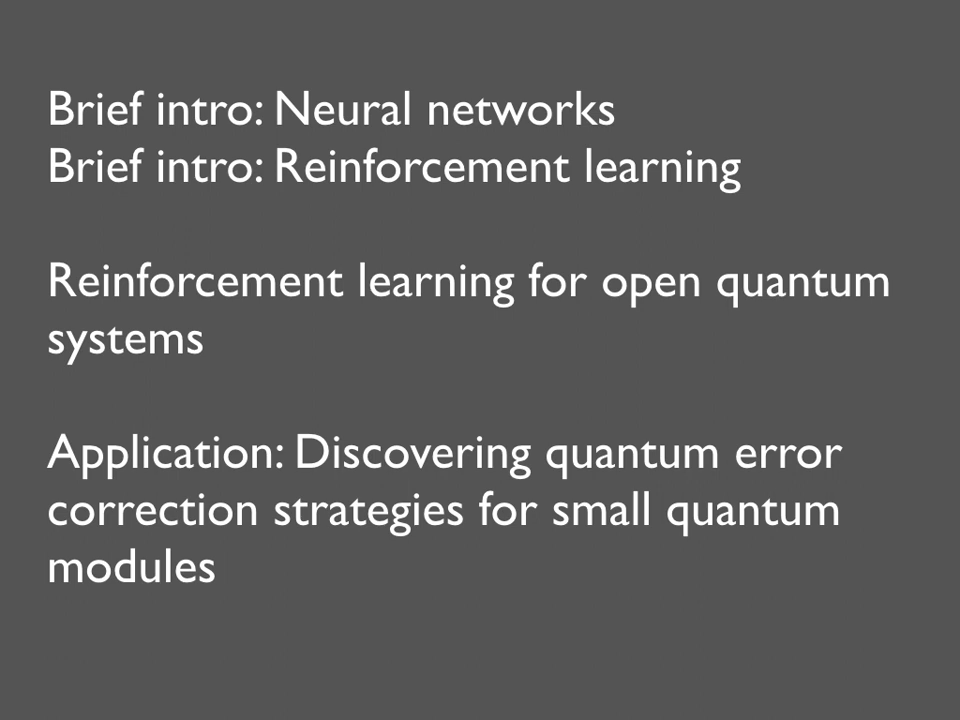 Brief intro: Neural networks
Brief intro: Reinforcement learning
Reinforcement learning for open quantum
systems
Application: Discovering quantum error
correction strategies for small quantum
modules